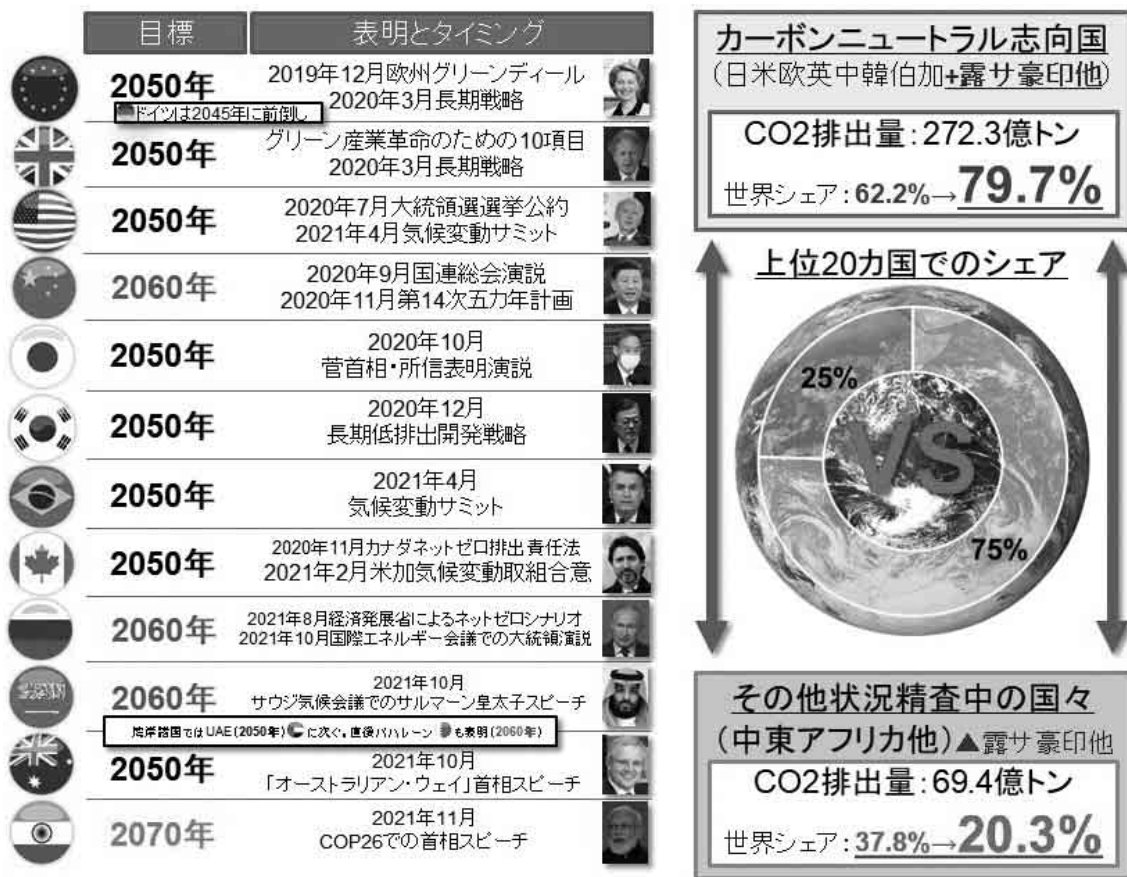 目標
表明とタイミング
2050年
2019年12月欧州グリーンディール
2020年3月長期戦略
ドイツは2045年に前倒し
2050年
グリーン産業革命のための10項目
2020年3月長期戦略
2050年
2020年7月大統領選選挙公約
2021年4月気候変動サミット
2060年
2020年9月国連総会演説
2020年11月第14次五カ年計画
2050年
2020年10月
菅首相・所信表明演説
2050年
2020年12月
長期低排出開発戦略
2050年
2021年4月
気候変動サミット
2050年
2020年11月カナダネットゼロ排出責任法
2021年2月米加気候変動取組合意
2060年
2021年8月経済発展省によるネットゼロシナリオ
2021年10月国際エネルギー会議での大統領演説
2060年
2021年10月
サウジ気候会議でのサルマーン皇太子スピーチ
湾岸諸国ではUAE(2050年)に次ぐ。直後バハレーンも表明(2060年)
2050年
2021年10月
「オーストラリアン・ウェイ」首相スピーチ
2070年
2021年11月
COP26での首相スピーチ
カーボンニュートラル志向国
(日米欧英中韓伯加+露サ豪印他)
CO2排出量:272.3億トン
世界シェア:62.2%→79.7%
上位20カ国でのシェア
25%
VS
75%
その他状況精査中の国々
(中東アフリカ他)▲露サ豪印他
CO2排出量:69.4億トン
世界シェア:37.8%→20.3%